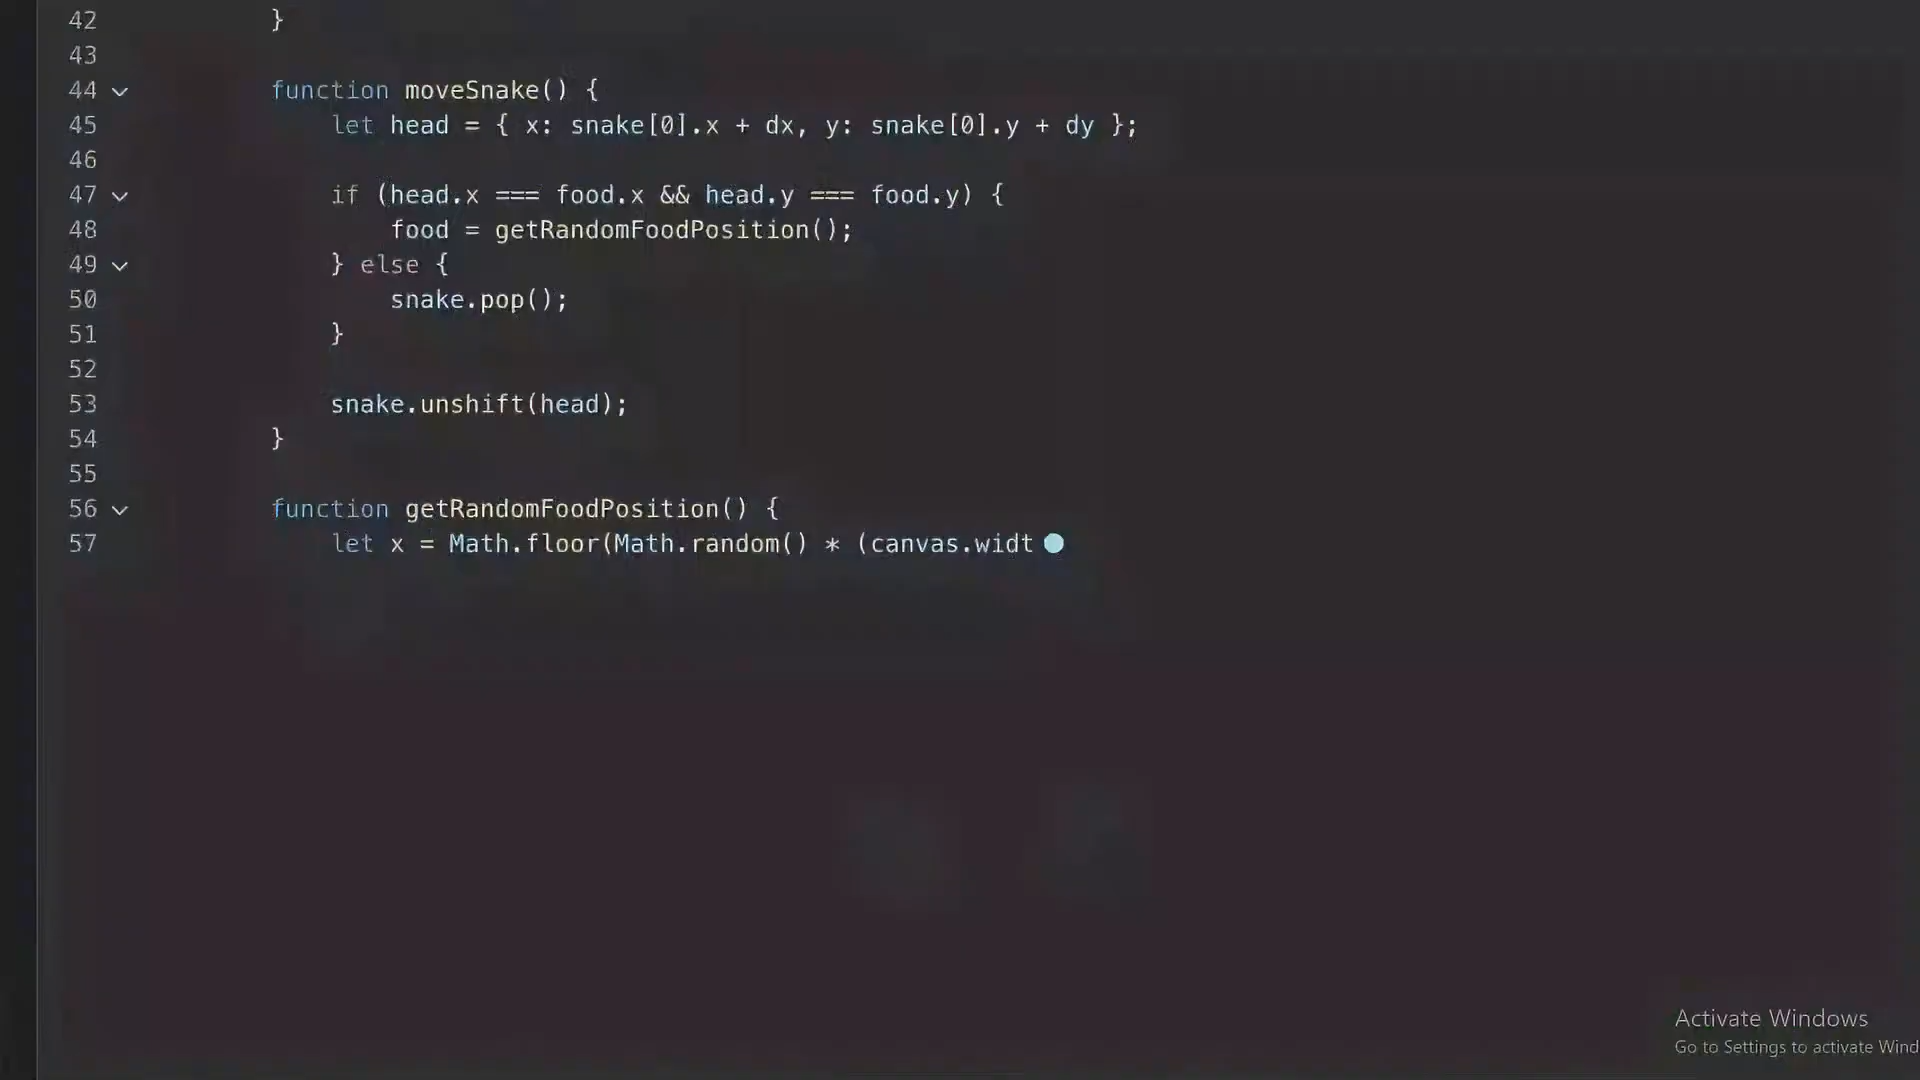 42 }
43
44 function moveSnake() {
45 let head = { x: snake[0].x + dx, y: snake[0].y + dy };
46
47 if (head.x === food.x && head.y === food.y) {
48 food = getRandomFoodPosition();
49 } else {
50 snake.pop();
51 }
52
53 snake.unshift(head);
54 }
55
56 function getRandomFoodPosition() {
57 let x = Math.floor(Math.random() * (canvas.widt
Activate Windows
Go to Settings to activate Wind